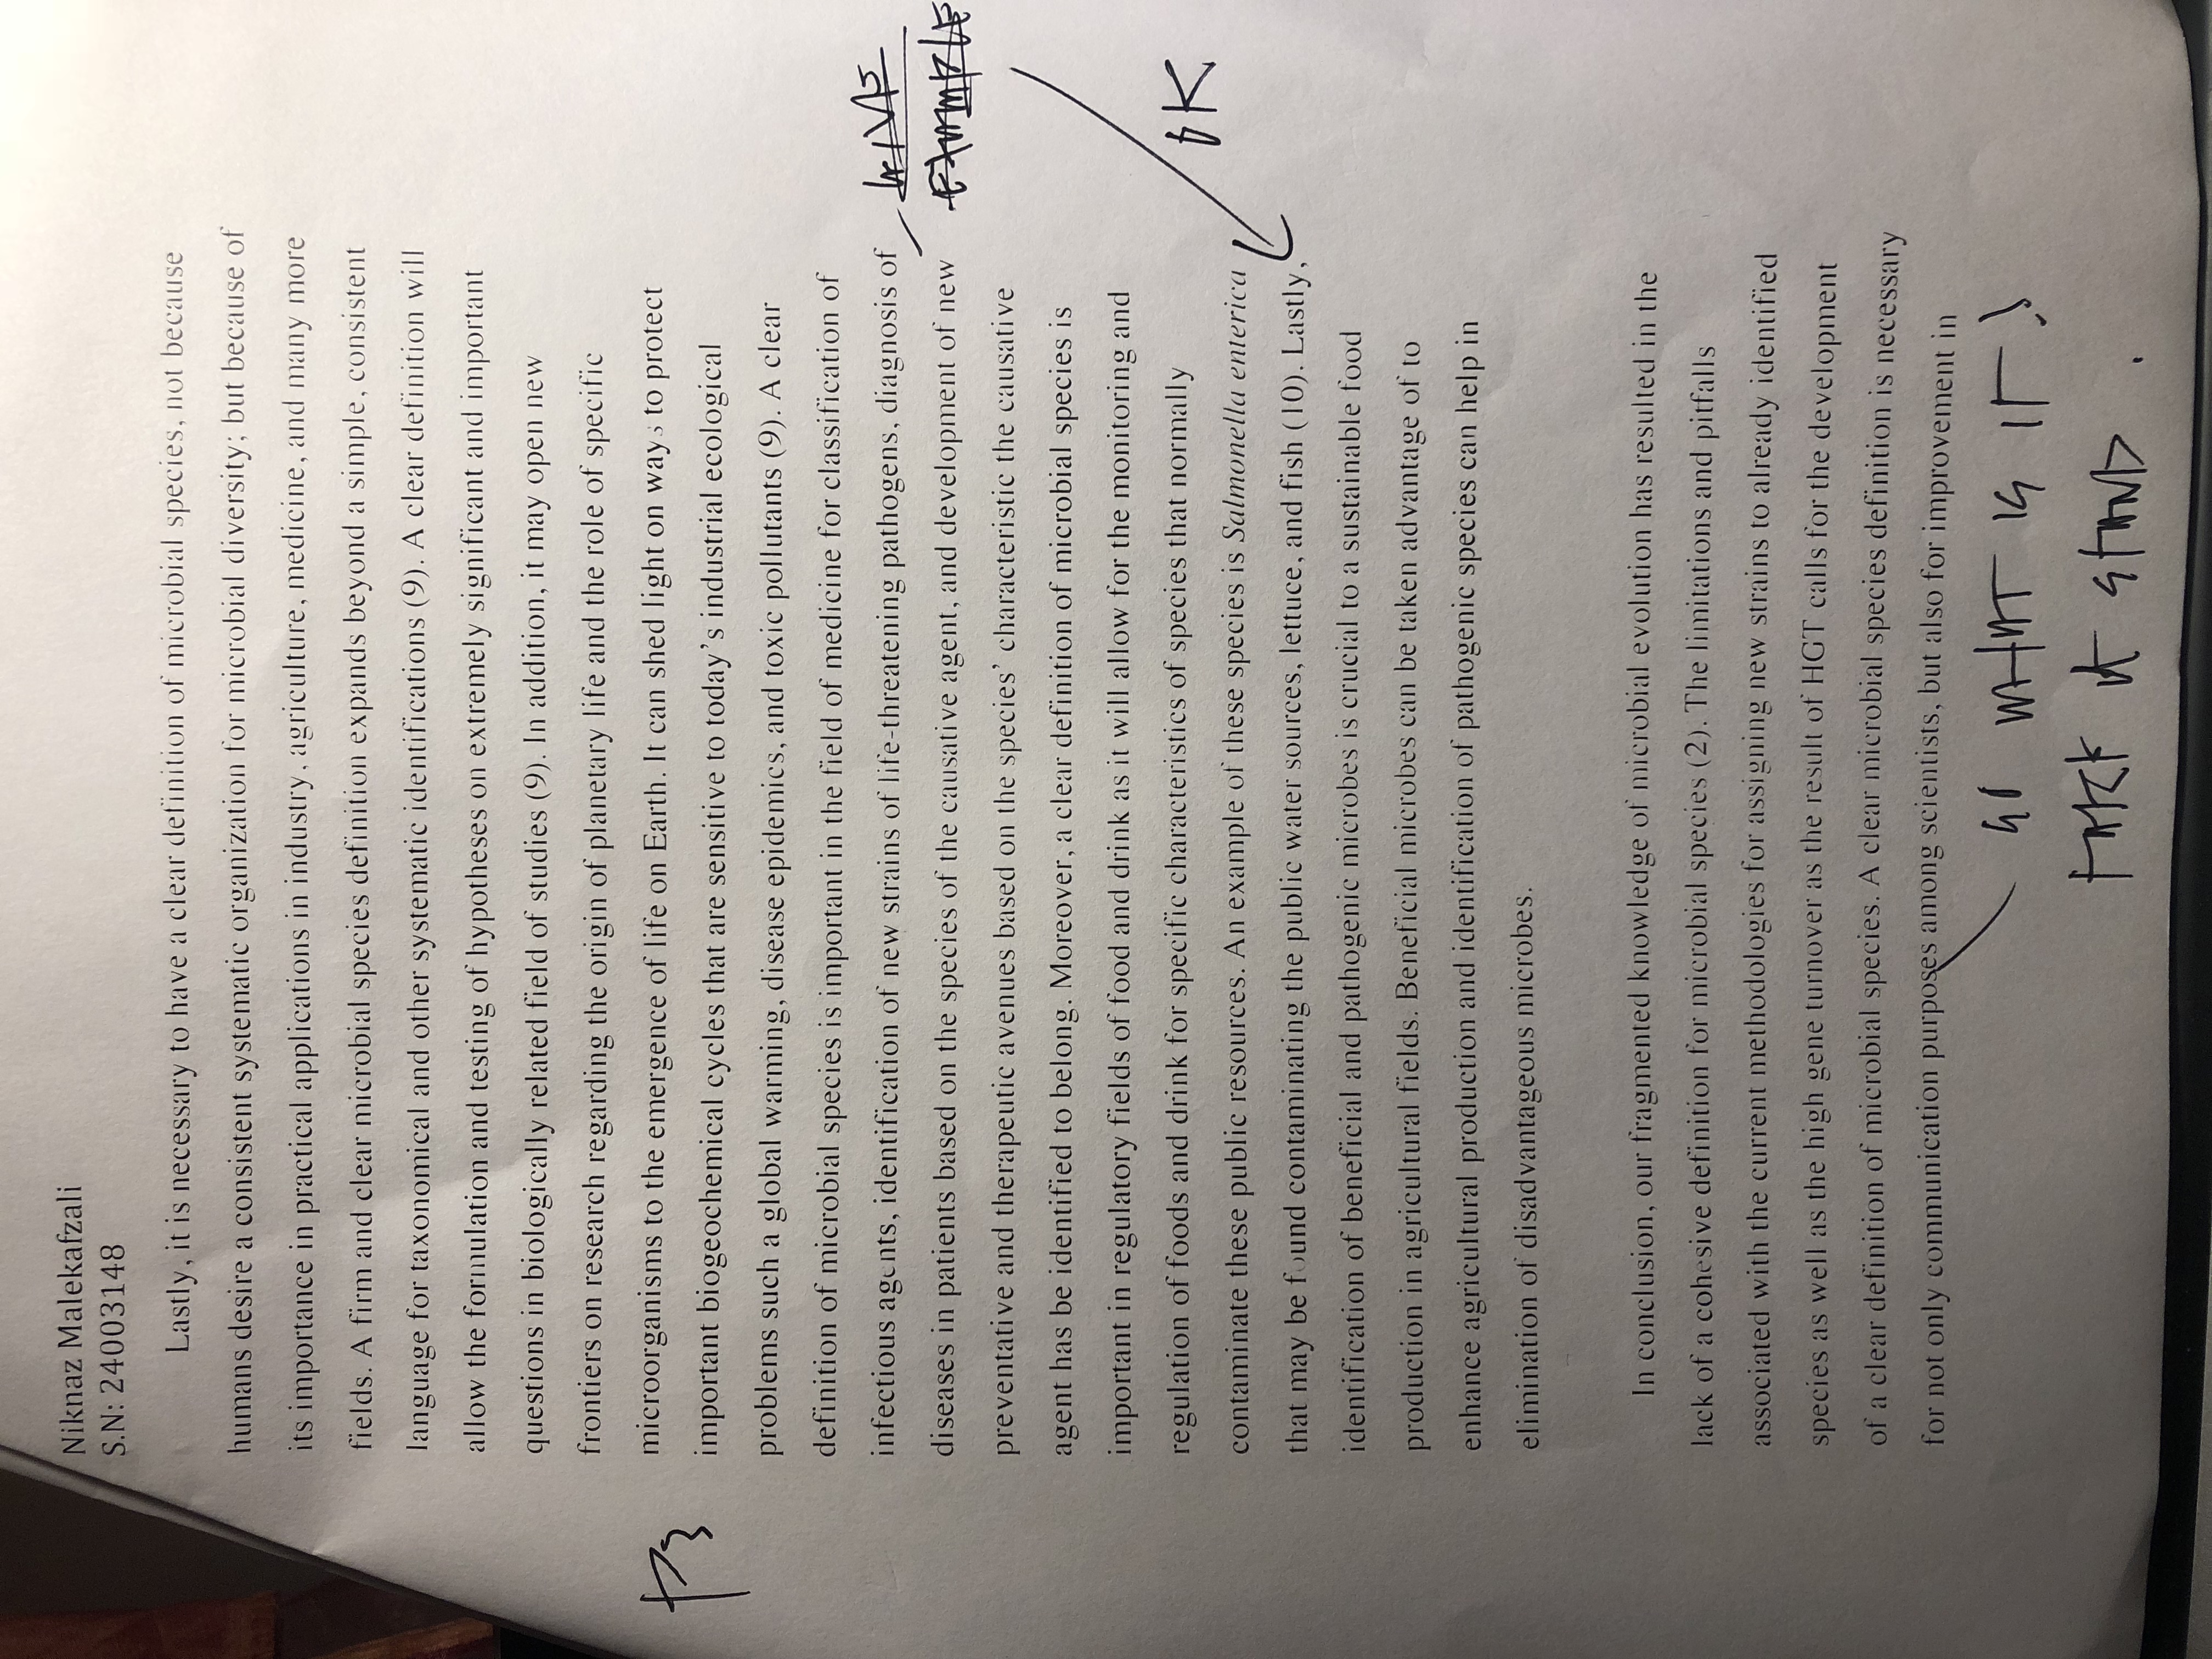 Niknaz Malekafzali
S.N: 24003148
Lastly, it is necessary to have a clear definition of microbial species, not because
humans desire a consistent systematic organization for microbial diversity; but because of
its importance in practical applications in industry, agriculture, medicine, and many more
fields. A firm and clear microbial species definition expands beyond a simple, consistent
language for taxonomical and other systematic identifications (9). A clear definition will
allow the formulation and testing of hypotheses on extremely significant and important
questions in biologically related field of studies (9). In addition, it may open new
frontiers on research regarding the origin of planetary life and the role of specific
microorganisms to the emergence of life on Earth. It can shed light on ways to protect
P3
important biogeochemical cycles that are sensitive to today's industrial ecological
problems such a global warming, disease epidemics, and toxic pollutants (9). A clear
definition of microbial species is important in the field of medicine for classification of
infectious agents, identification of new strains of life-threatening pathogens, diagnosis of
GIVE
EXAMPLE
diseases in patients based on the species of the causative agent, and development of new
preventative and therapeutic avenues based on the species' characteristic the causative
agent has be identified to belong. Moreover, a clear definition of microbial species is
important in regulatory fields of food and drink as it will allow for the monitoring and
regulation of foods and drink for specific characteristics of species that normally
OK
contaminate these public resources. An example of these species is Salmonella enterica
that may be found contaminating the public water sources, lettuce, and fish (10). Lastly,
identification of beneficial and pathogenic microbes is crucial to a sustainable food
production in agricultural fields. Beneficial microbes can be taken advantage of to
enhance agricultural production and identification of pathogenic species can help in
elimination of disadvantageous microbes.
In conclusion, our fragmented knowledge of microbial evolution has resulted in the
lack of a cohesive definition for microbial species (2). The limitations and pitfalls
associated with the current methodologies for assigning new strains to already identified
species as well as the high gene turnover as the result of HGT calls for the development
of a clear definition of microbial species. A clear microbial species definition is necessary
for not only communication purposes among scientists, but also for improvement in
SO WHAT IS IT?
TAKE A STAND.